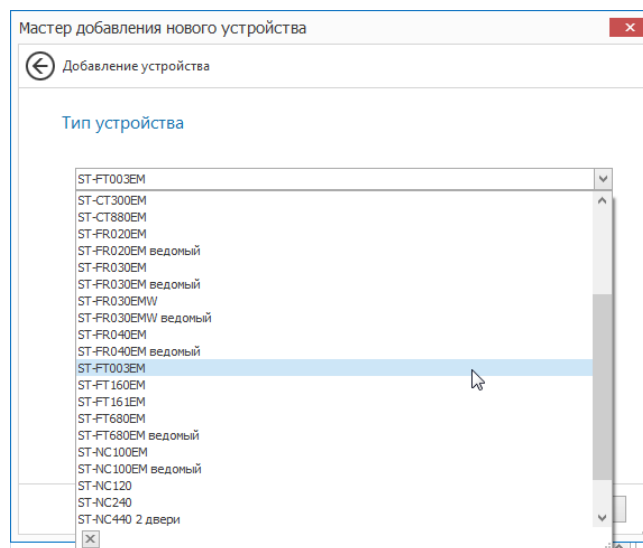 Мастер добавления нового устройства
Добавление устройства
Тип устройства
ST-FT003EM
ST-CT300EM
ST-CT880EM
ST-FR020EM
ST-FR020EM ведомый
ST-FR030EM
ST-FR030EM ведомый
ST-FR030EMW
ST-FR030EMW ведомый
ST-FR040EM
ST-FR040EM ведомый
ST-FT003EM
ST-FT160EM
ST-FT161EM
ST-FT680EM
ST-FT680EM ведомый
ST-NC100EM
ST-NC100EM ведомый
ST-NC120
ST-NC240
ST-NC440 2 двери